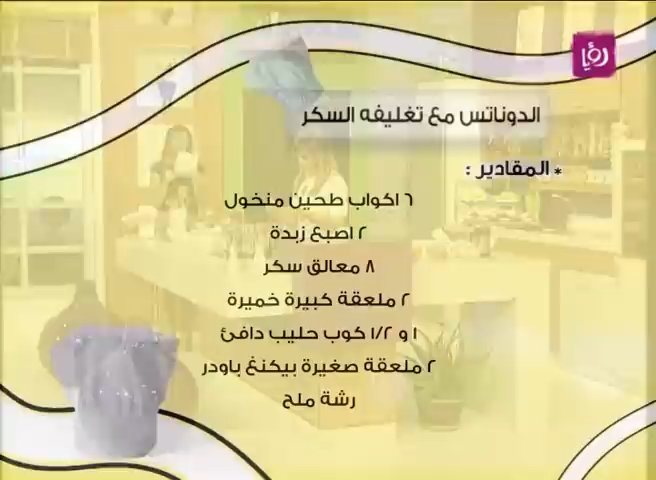 رؤيا
الدوناتس مع تغليفه السكر
* المقادير :
٦ اكواب طحين منخول
٢ اصبع زبدة
٨ معالق سكر
٢ ملعقة كبيرة خميرة
١ و ١/٢ كوب حليب دافئ
٢ ملعقة صغيرة بيكنغ باودر
رشة ملح